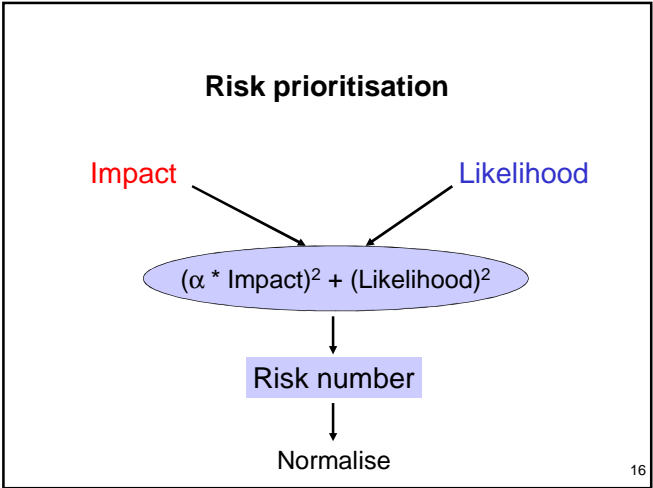 Risk prioritisation
Impact
Likelihood
(α * Impact)² + (Likelihood)²
Risk number
Normalise
16